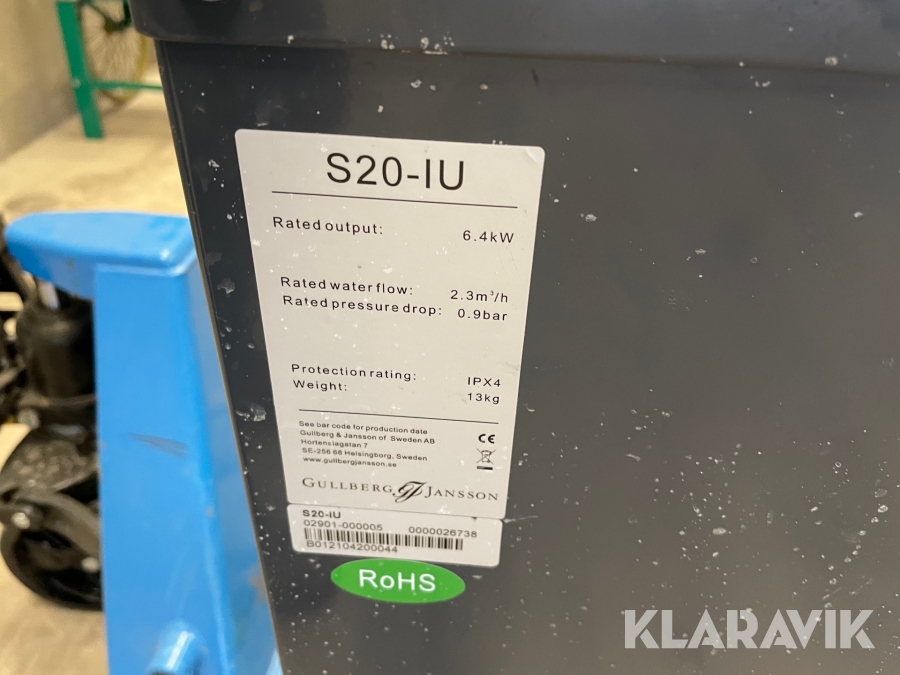 S20-IU
Rated output: 6.4kW
Rated water flow: 2.3m³/h
Rated pressure drop: 0.9bar
Protection rating: IPX4
Weight: 13kg
See bar code for production date
Gullberg & Jansson of Sweden AB
Hortensiagatan 7
SE-256 68 Helsingborg, Sweden
www.gullbergjansson.se
CE
GULLBERG JANSSON
S20-IU
02901-000005 0000026738
B012104200044
RoHS
KLARAVIK